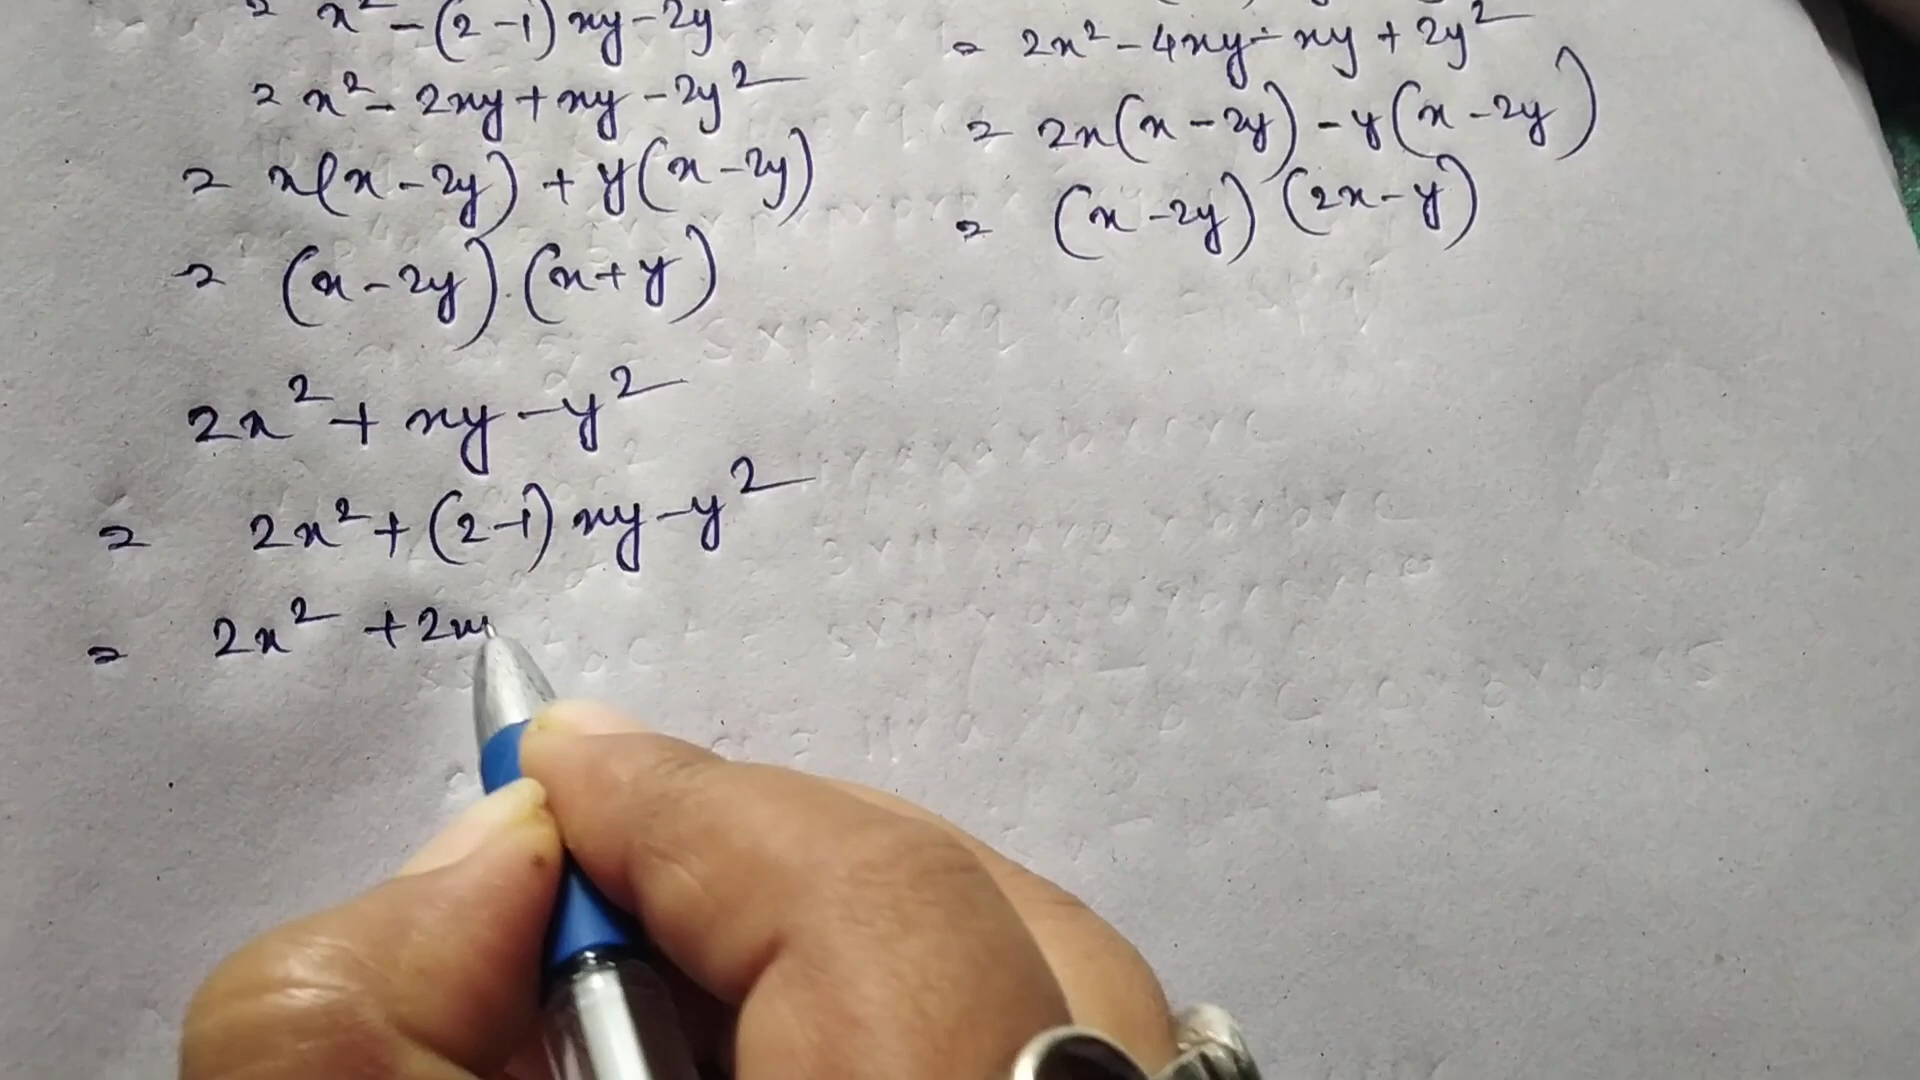 = x² - (2-1) xy - 2y
= x² - 2xy + xy - 2y²
= x(x - 2y) + y(x - 2y)
= (x - 2y).(x + y)
2x² + xy - y²
= 2x² + (2-1) xy - y²
= 2x² + 2x
= 2x² - 4xy - xy + 2y²
= 2x(x - 2y) - y(x - 2y)
= (x - 2y) (2x - y)